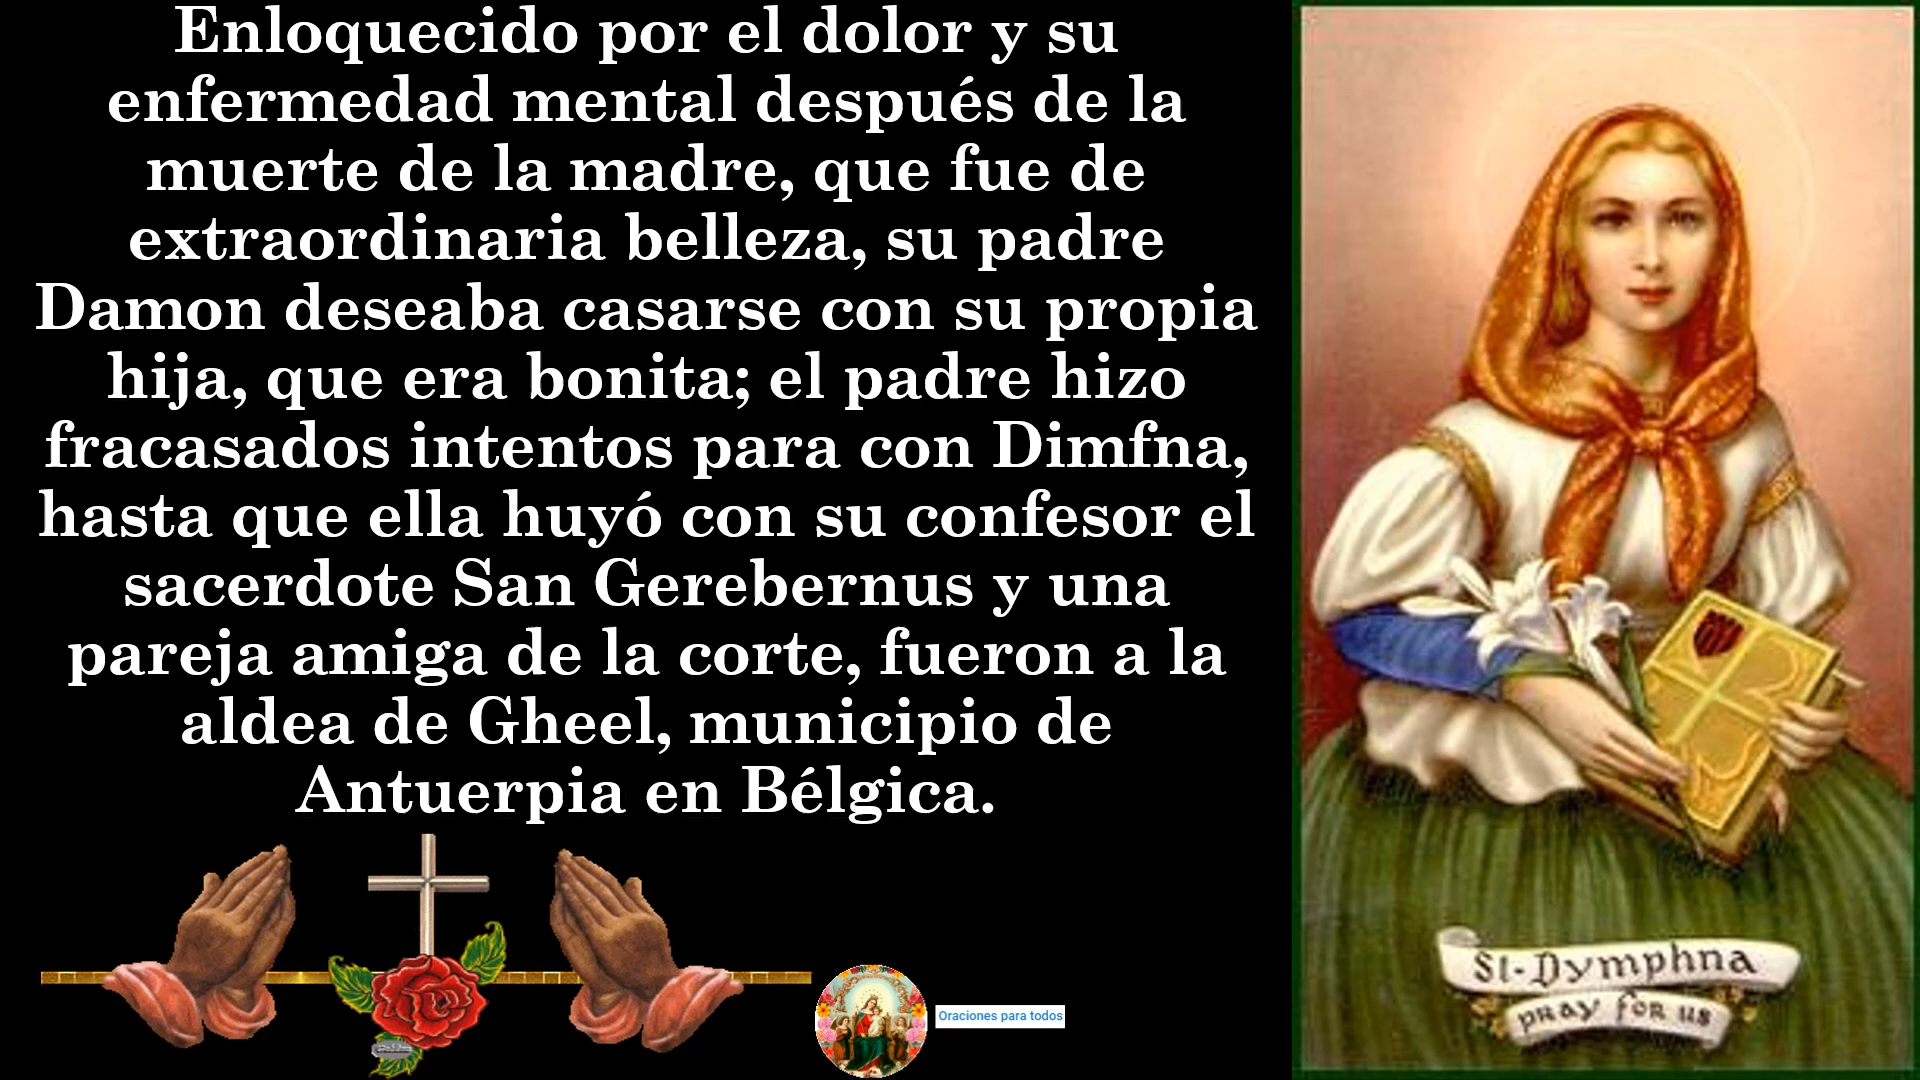 Enloquecido por el dolor y su
enfermedad mental después de la
muerte de la madre, que fue de
extraordinaria belleza, su padre
Damon deseaba casarse con su propia
hija, que era bonita; el padre hizo
fracasados intentos para con Dimfna,
hasta que ella huyó con su confesor el
sacerdote San Gerebernus y una
pareja amiga de la corte, fueron a la
aldea de Gheel, municipio de
Antuerpia en Bélgica.
Oraciones para todos
St-Dymphna
pray for us